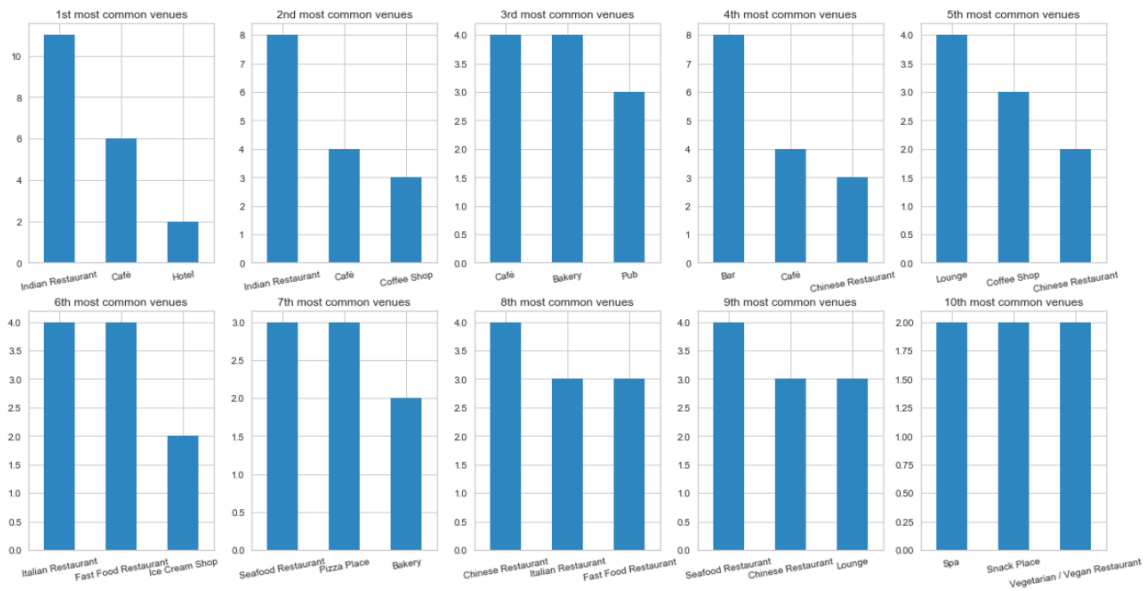 1st most common venues
10
8
6
4
2
0
Indian Restaurant
Café
Hotel
2nd most common venues
8
7
6
5
4
3
2
1
0
Indian Restaurant
Café
Coffee Shop
3rd most common venues
4.0
3.5
3.0
2.5
2.0
1.5
1.0
0.5
0.0
Café
Bakery
Pub
4th most common venues
8
7
6
5
4
3
2
1
0
Bar
Café
Chinese Restaurant
5th most common venues
4.0
3.5
3.0
2.5
2.0
1.5
1.0
0.5
0.0
Lounge
Coffee Shop
Chinese Restaurant
6th most common venues
4.0
3.5
3.0
2.5
2.0
1.5
1.0
0.5
0.0
Italian Restaurant
Fast Food Restaurant
Ice Cream Shop
7th most common venues
3.0
2.5
2.0
1.5
1.0
0.5
0.0
Seafood Restaurant
Pizza Place
Bakery
8th most common venues
4.0
3.5
3.0
2.5
2.0
1.5
1.0
0.5
0.0
Chinese Restaurant
Italian Restaurant
Fast Food Restaurant
9th most common venues
4.0
3.5
3.0
2.5
2.0
1.5
1.0
0.5
0.0
Seafood Restaurant
Chinese Restaurant
Lounge
10th most common venues
2.00
1.75
1.50
1.25
1.00
0.75
0.50
0.25
0.00
Spa
Snack Place
Vegetarian / Vegan Restaurant